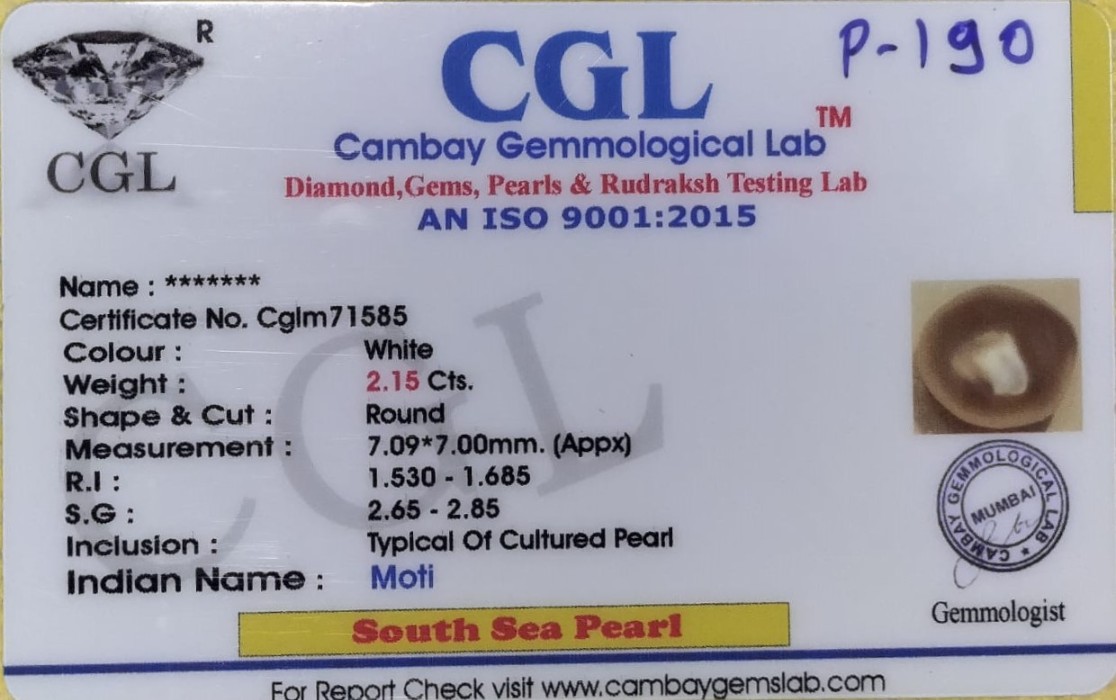 R
CGL
CGL
P-190
TM
Cambay Gemmological Lab
Diamond,Gems, Pearls & Rudraksh Testing Lab
AN ISO 9001:2015
Name : *******
Certificate No. Cglm71585
Colour : White
Weight : 2.15 Cts.
Shape & Cut : Round
Measurement : 7.09*7.00mm. (Appx)
R.I : 1.530 - 1.685
S.G : 2.65 - 2.85
Inclusion : Typical Of Cultured Pearl
Indian Name : Moti
CGL
CAMBAY GEMMOLOGICAL LAB *
MUMBAI
Gemmologist
South Sea Pearl
For Report Check visit www.cambaygemslab.com